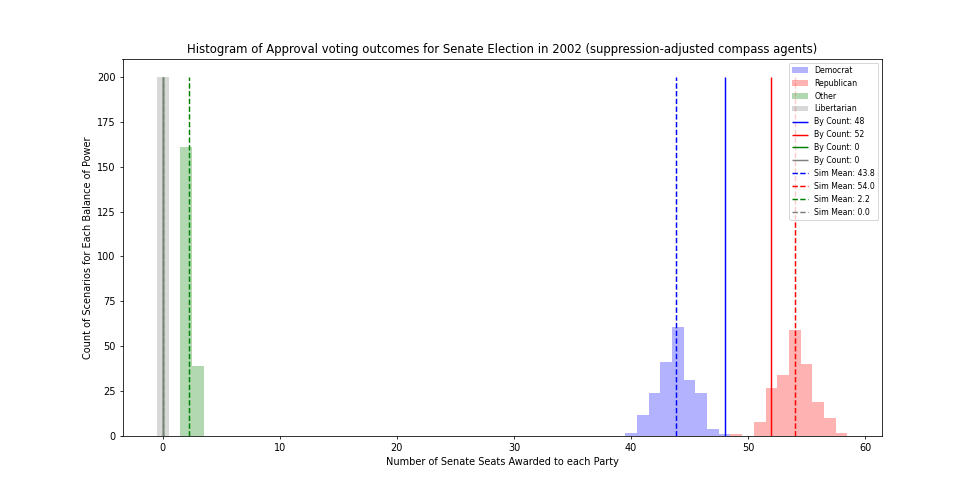 Histogram of Approval voting outcomes for Senate Election in 2002 (suppression-adjusted compass agents)
Count of Scenarios for Each Balance of Power
200
175
150
125
100
75
50
25
0
0
10
20
30
40
50
60
Number of Senate Seats Awarded to each Party
Democrat
Republican
Other
Libertarian
By Count: 48
By Count: 52
By Count: 0
By Count: 0
Sim Mean: 43.8
Sim Mean: 54.0
Sim Mean: 2.2
Sim Mean: 0.0